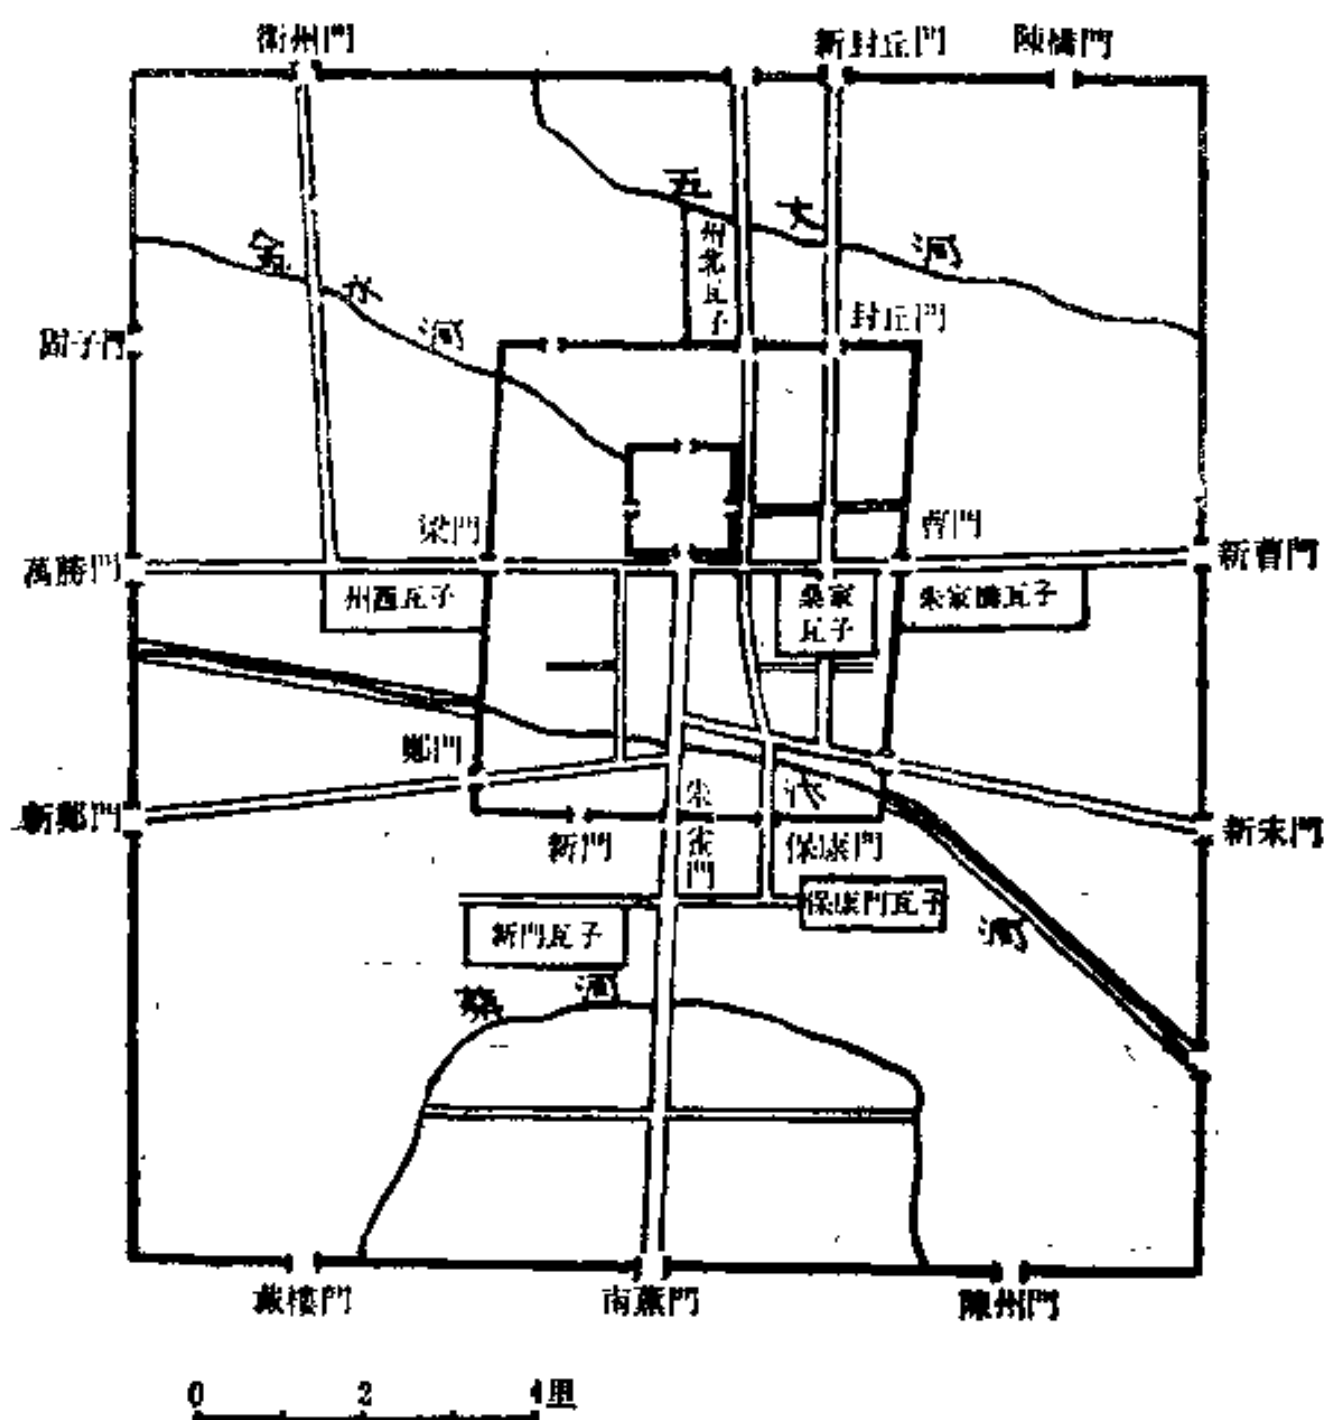 衛州門
新封丘門
陳橋門
五丈河
金水河
州北瓦子
封丘門
固子門
梁門
曹門
萬勝門
新曹門
州西瓦子
桑家
瓦子
朱家橋瓦子
鄭門
新鄭門
汴河
新門
朱雀門
保康門
新宋門
保康門瓦子
新門瓦子
蔡河
戴樓門
南薰門
陳州門
0 2 4里